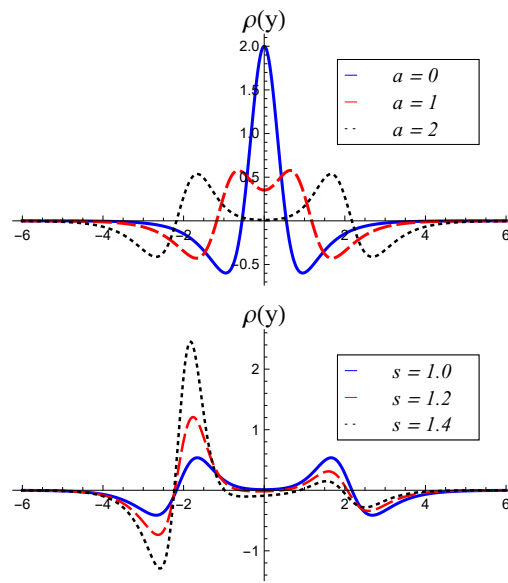 ρ(y)
2.0
1.5
1.0
0.5
-0.5
-6 -4 -2 2 4 6
a = 0
a = 1
a = 2
ρ(y)
2
1
-1
-6 -4 -2 2 4 6
s = 1.0
s = 1.2
s = 1.4